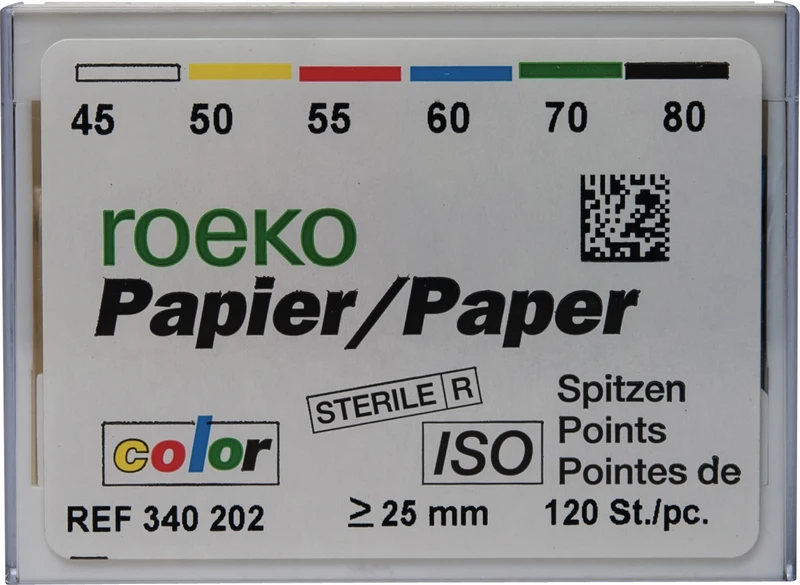 45 50 55 60 70 80
roeko
Papier/Paper
STERILE R
color
ISO
Spitzen
Points
Pointes de
REF 340 202
≥ 25 mm
120 St./pc.